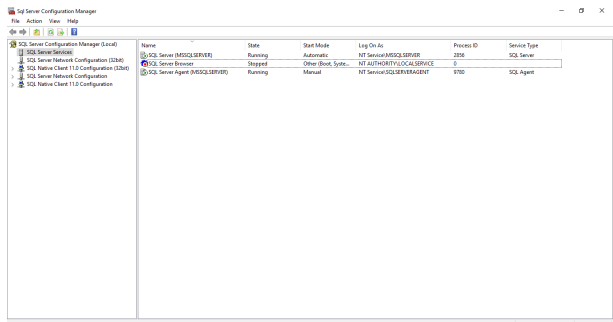 Sql Server Configuration Manager
File Action View Help
SQL Server Configuration Manager (Local)
SQL Server Services
SQL Server Network Configuration (32bit)
SQL Native Client 11.0 Configuration (32bit)
SQL Server Network Configuration
SQL Native Client 11.0 Configuration
Name State Start Mode Log On As Process ID Service Type
SQL Server (MSSQLSERVER) Running Automatic NT Service\MSSQLSERVER 2856 SQL Server
SQL Server Browser Stopped Other (Boot, Syste... NT AUTHORITY\LOCALSERVICE 0
SQL Server Agent (MSSQLSERVER) Running Manual NT Service\SQLSERVERAGENT 9780 SQL Agent